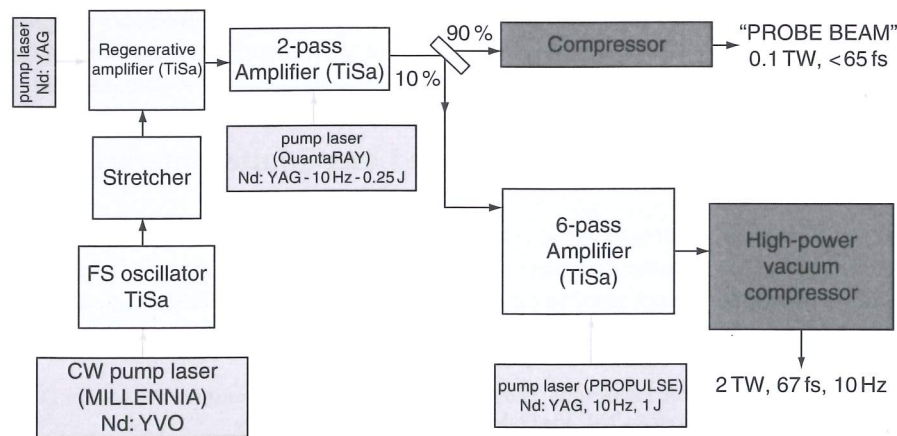 pump laser
Nd: YAG
Regenerative
amplifier (TiSa)
2-pass
Amplifier (TiSa)
90 %
10 %
Compressor
“PROBE BEAM”
0.1 TW, <65 fs
pump laser
(QuantaRAY)
Nd: YAG - 10 Hz - 0.25 J
Stretcher
FS oscillator
TiSa
CW pump laser
(MILLENNIA)
Nd: YVO
6-pass
Amplifier
(TiSa)
High-power
vacuum
compressor
pump laser (PROPULSE)
Nd: YAG, 10 Hz, 1 J
2 TW, 67 fs, 10 Hz